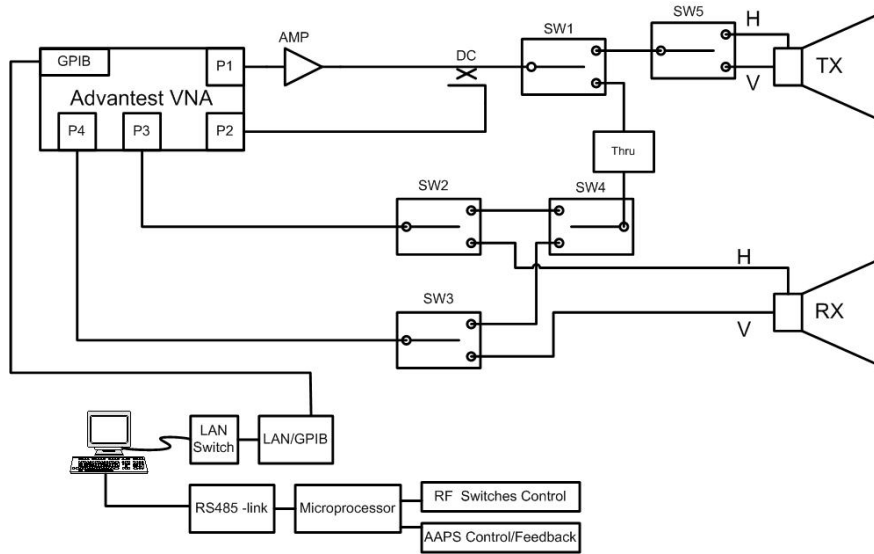 SW5
H
SW1
AMP
DC
GPIB
P1
TX
V
Advantest VNA
P4
P3
P2
Thru
SW2
SW4
H
SW3
RX
V
LAN
Switch
LAN/GPIB
RS485 -link
Microprocessor
RF Switches Control
AAPS Control/Feedback